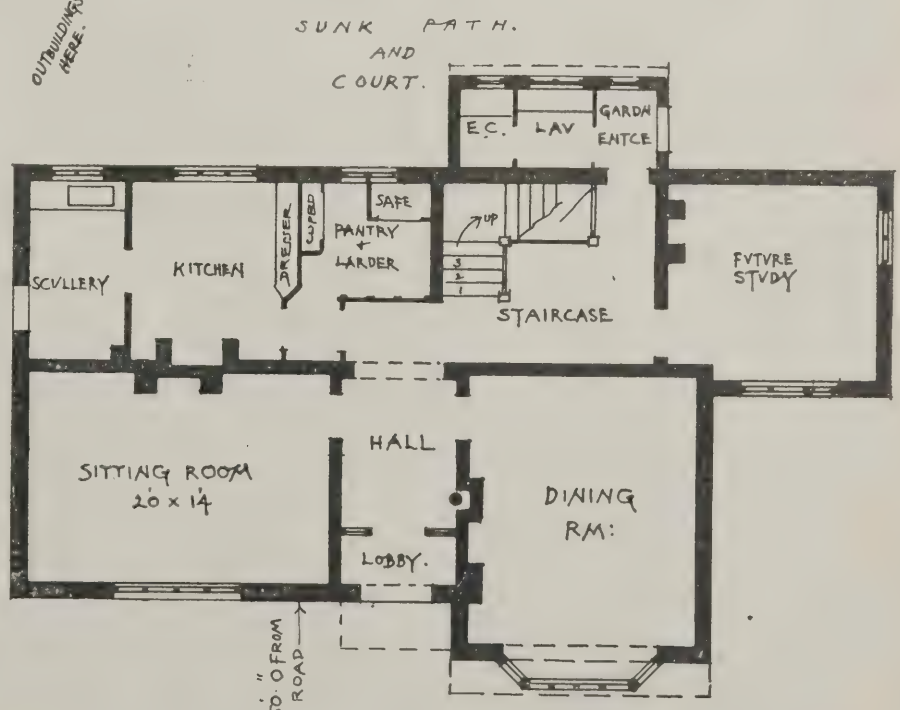 OUTBUILDINGS
HERE.
SUNK PATH.
AND
COURT.
E.C.
LAV
GARDN
ENTCE
SCULLERY
KITCHEN
DRESSER
CUPBD
SAFE
PANTRY
+
LARDER
UP
3
2
1
STAIRCASE
FUTURE
STUDY
SITTING ROOM
20 x 14
HALL
LOBBY.
DINING
RM:
FROM
ROAD